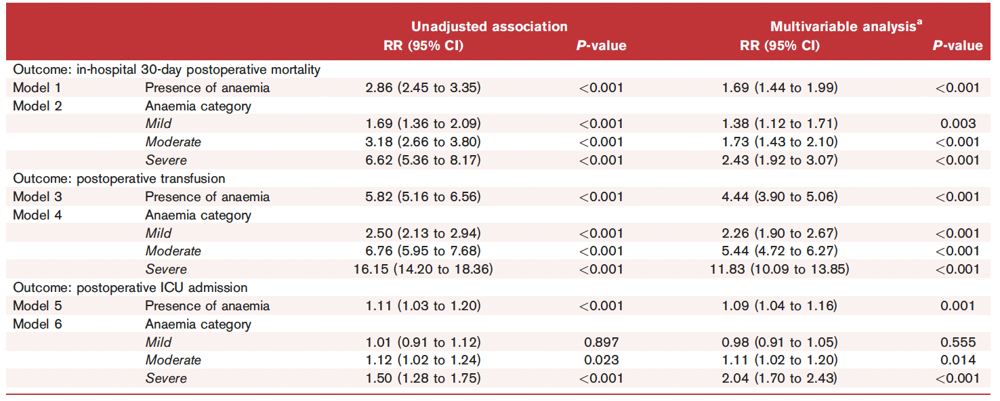 Unadjusted association Multivariable analysisa
RR (95% CI) P-value RR (95% CI) P-value
Outcome: in-hospital 30-day postoperative mortality
Model 1 Presence of anaemia 2.86 (2.45 to 3.35) <0.001 1.69 (1.44 to 1.99) <0.001
Model 2 Anaemia category
Mild 1.69 (1.36 to 2.09) <0.001 1.38 (1.12 to 1.71) 0.003
Moderate 3.18 (2.66 to 3.80) <0.001 1.73 (1.43 to 2.10) <0.001
Severe 6.62 (5.36 to 8.17) <0.001 2.43 (1.92 to 3.07) <0.001
Outcome: postoperative transfusion
Model 3 Presence of anaemia 5.82 (5.16 to 6.56) <0.001 4.44 (3.90 to 5.06) <0.001
Model 4 Anaemia category
Mild 2.50 (2.13 to 2.94) <0.001 2.26 (1.90 to 2.67) <0.001
Moderate 6.76 (5.95 to 7.68) <0.001 5.44 (4.72 to 6.27) <0.001
Severe 16.15 (14.20 to 18.36) <0.001 11.83 (10.09 to 13.85) <0.001
Outcome: postoperative ICU admission
Model 5 Presence of anaemia 1.11 (1.03 to 1.20) <0.001 1.09 (1.04 to 1.16) 0.001
Model 6 Anaemia category
Mild 1.01 (0.91 to 1.12) 0.897 0.98 (0.91 to 1.05) 0.555
Moderate 1.12 (1.02 to 1.24) 0.023 1.11 (1.02 to 1.20) 0.014
Severe 1.50 (1.28 to 1.75) <0.001 2.04 (1.70 to 2.43) <0.001